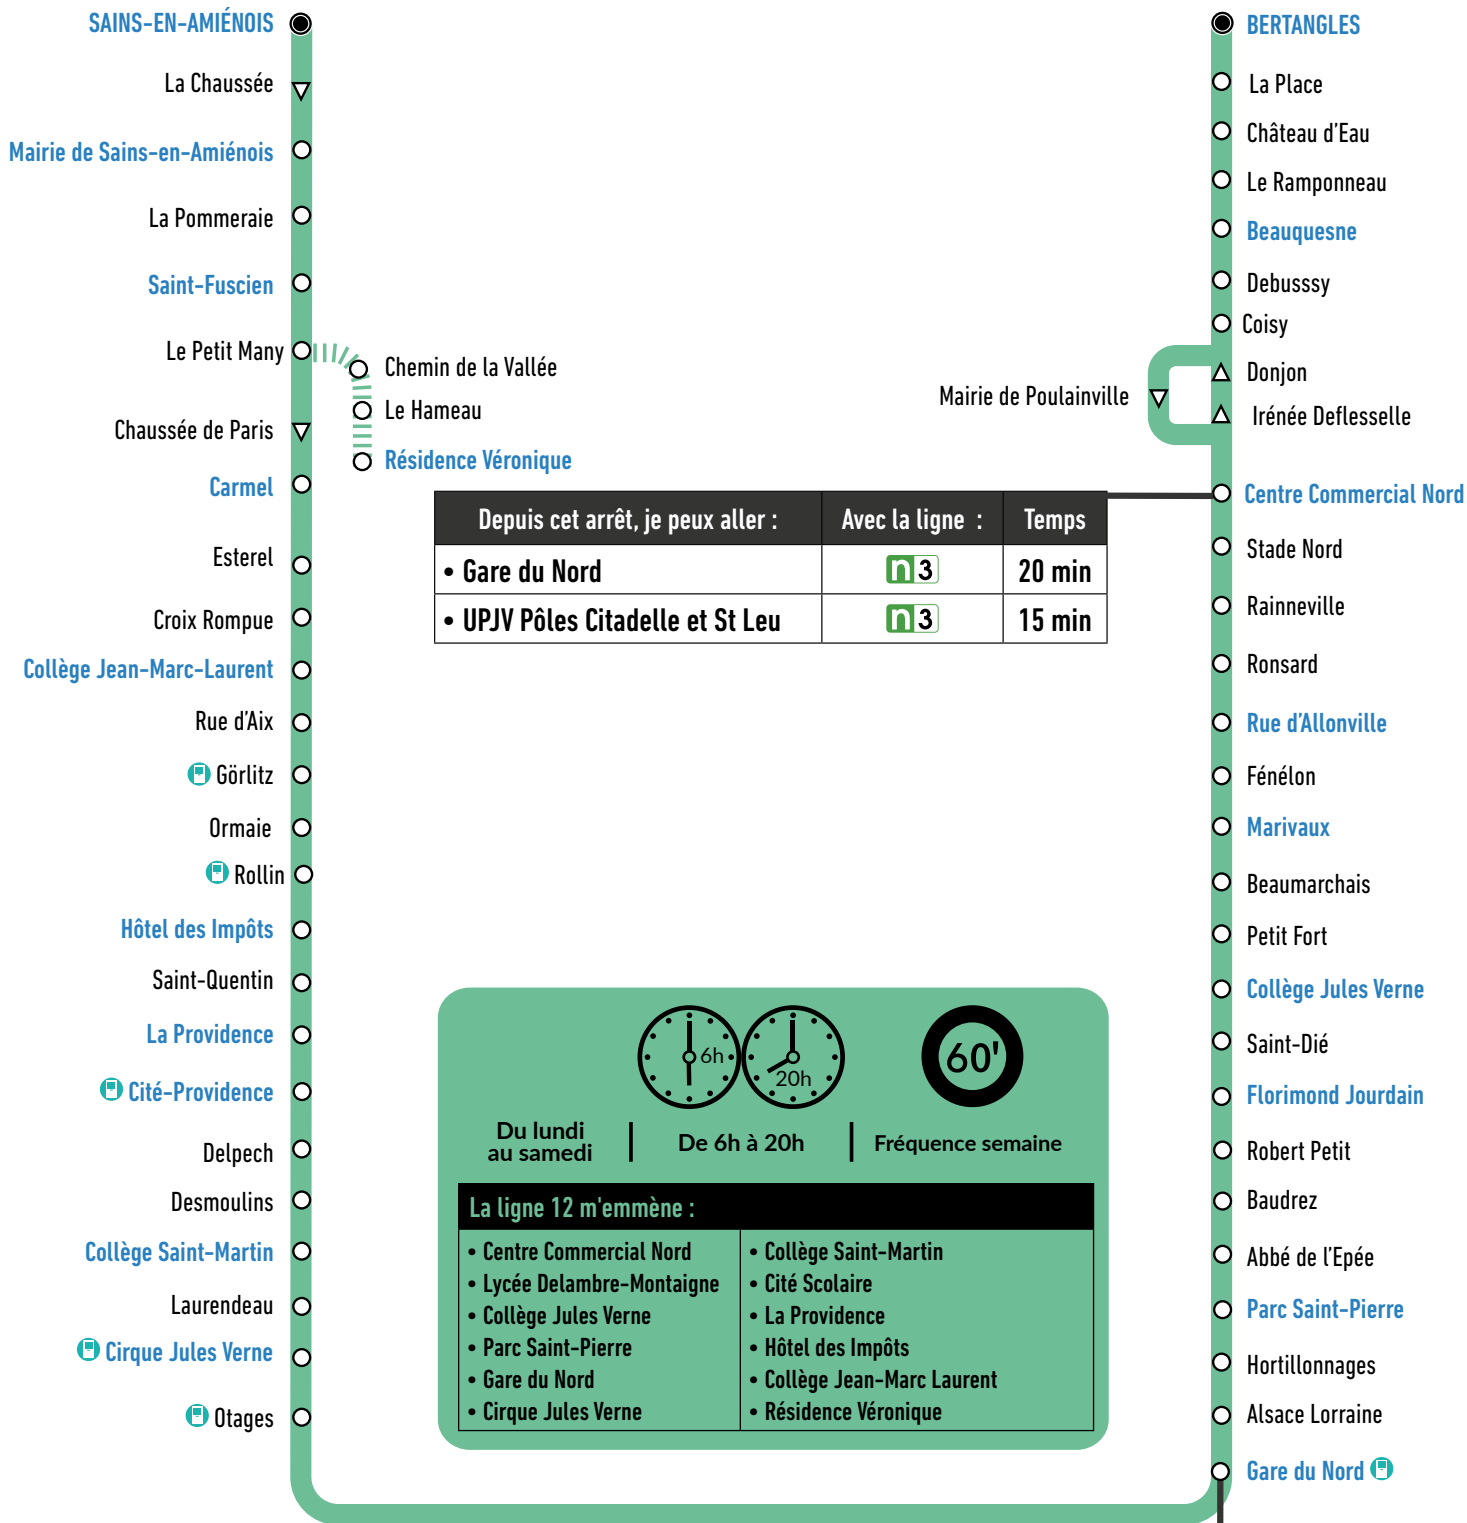 SAINS-EN-AMIÉNOIS
La Chaussée
Mairie de Sains-en-Amiénois
La Pommeraie
Saint-Fuscien
Le Petit Many
Chaussée de Paris
Carmel
Esterel
Croix Rompue
Collège Jean-Marc-Laurent
Rue d'Aix
Görlitz
Ormaie
Rollin
Hôtel des Impôts
Saint-Quentin
La Providence
Cité-Providence
Delpech
Desmoulins
Collège Saint-Martin
Laurendeau
Cirque Jules Verne
Otages
Chemin de la Vallée
Le Hameau
Résidence Véronique
Depuis cet arrêt, je peux aller : Avec la ligne : Temps
• Gare du Nord n 3 20 min
• UPJV Pôles Citadelle et St Leu n 3 15 min
6h
20h
60'
Du lundi
au samedi
De 6h à 20h
Fréquence semaine
La ligne 12 m'emmène :
• Centre Commercial Nord
• Lycée Delambre-Montaigne
• Collège Jules Verne
• Parc Saint-Pierre
• Gare du Nord
• Cirque Jules Verne
• Collège Saint-Martin
• Cité Scolaire
• La Providence
• Hôtel des Impôts
• Collège Jean-Marc Laurent
• Résidence Véronique
BERTANGLES
La Place
Château d'Eau
Le Ramponneau
Beauquesne
Debusssy
Coisy
Donjon
Mairie de Poulainville
Irénée Deflesselle
Centre Commercial Nord
Stade Nord
Rainneville
Ronsard
Rue d'Allonville
Fénélon
Marivaux
Beaumarchais
Petit Fort
Collège Jules Verne
Saint-Dié
Florimond Jourdain
Robert Petit
Baudrez
Abbé de l'Epée
Parc Saint-Pierre
Hortillonnages
Alsace Lorraine
Gare du Nord